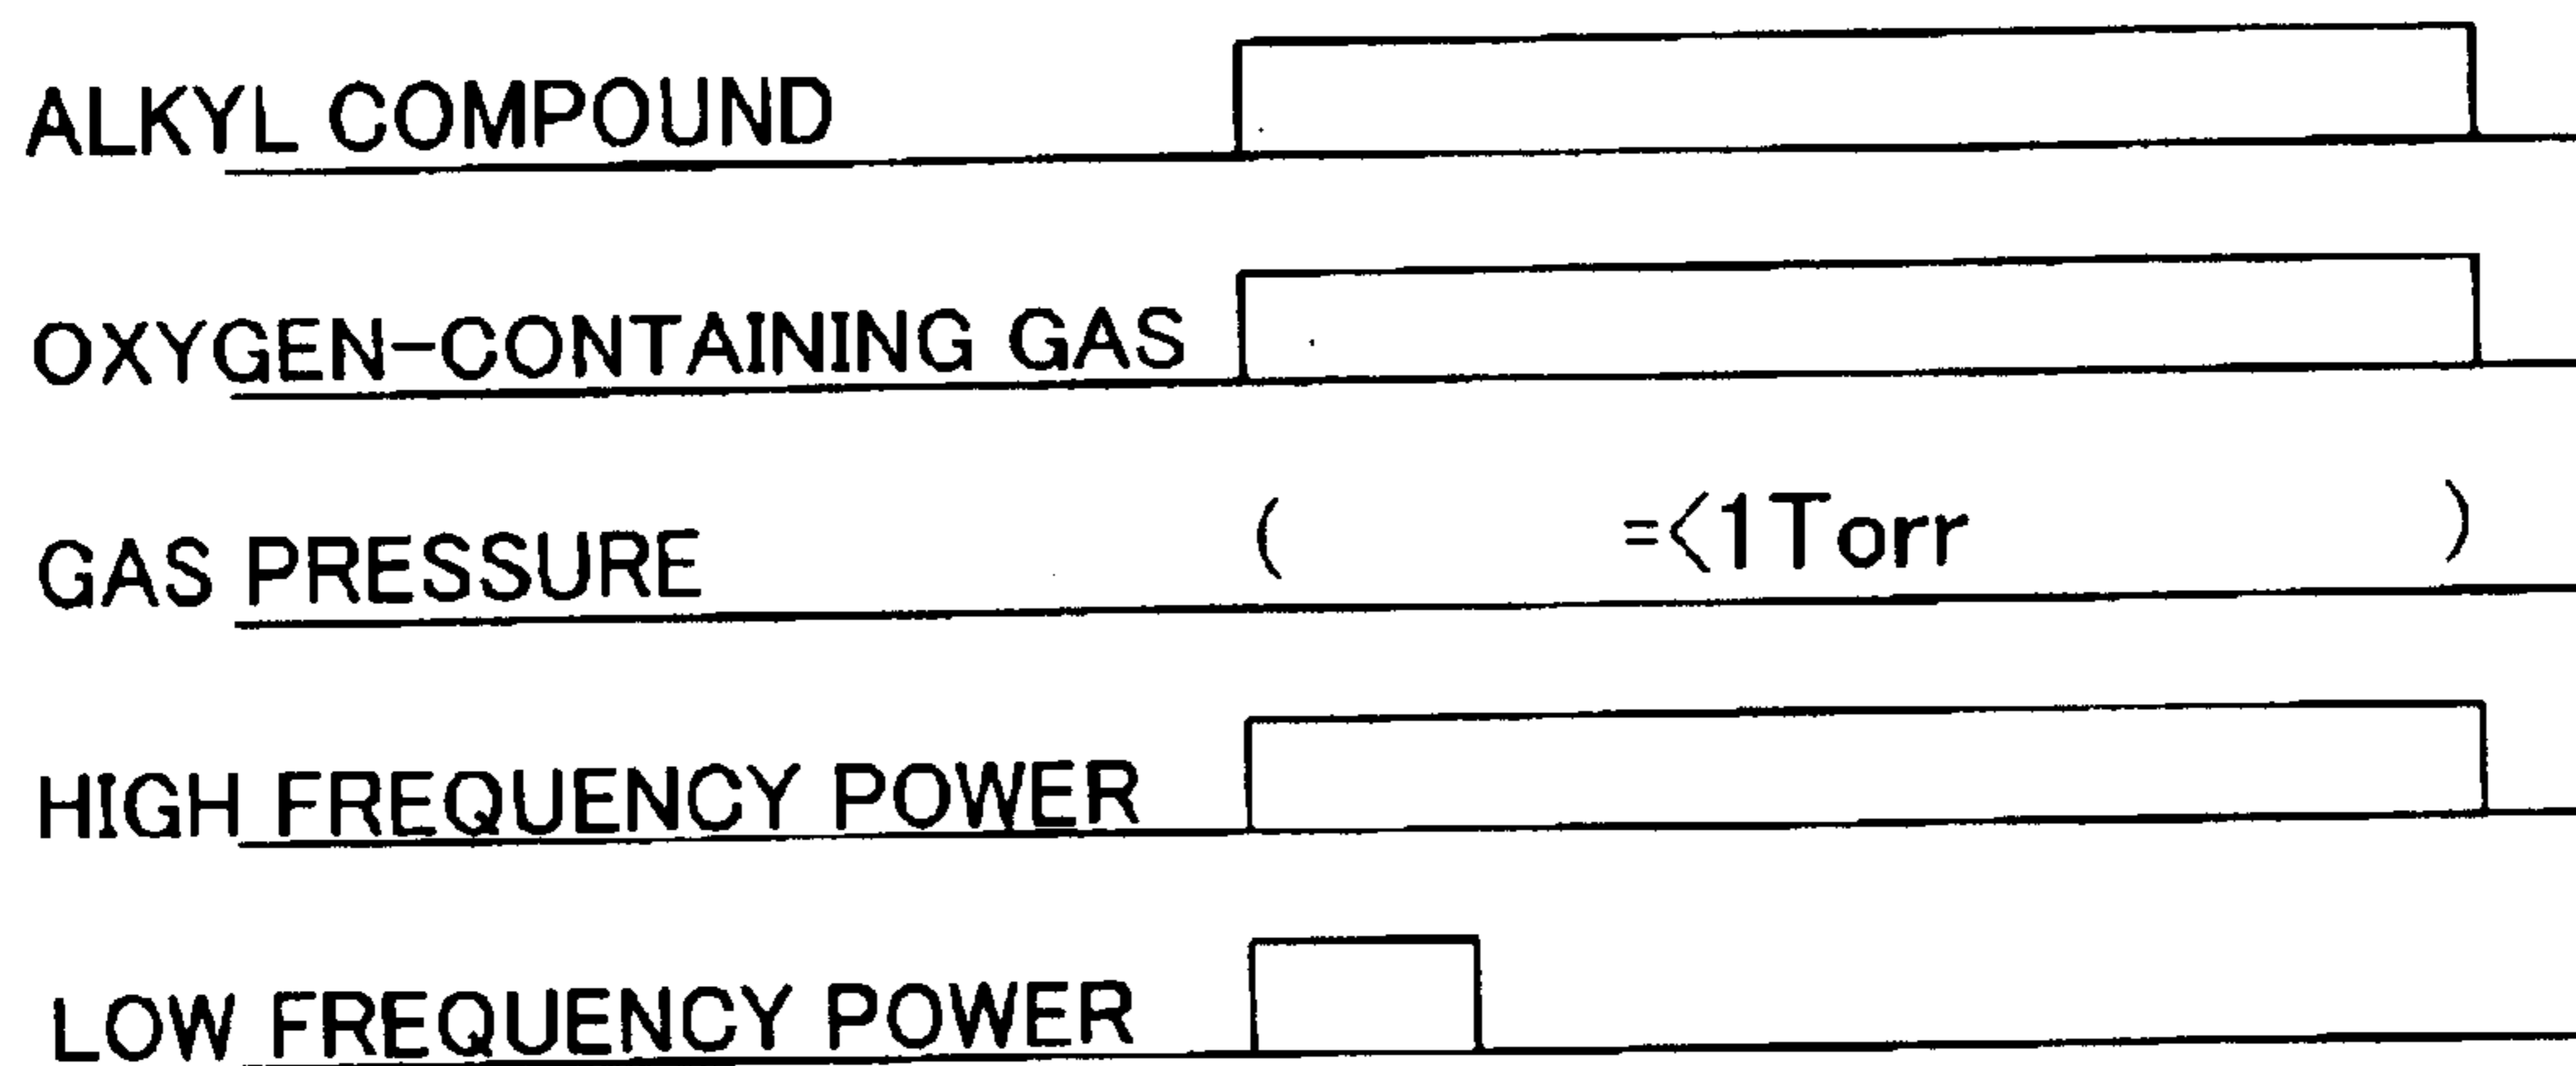 ALKYL COMPOUND
OXYGEN-CONTAINING GAS
GAS PRESSURE ( =<1Torr )
HIGH FREQUENCY POWER
LOW FREQUENCY POWER